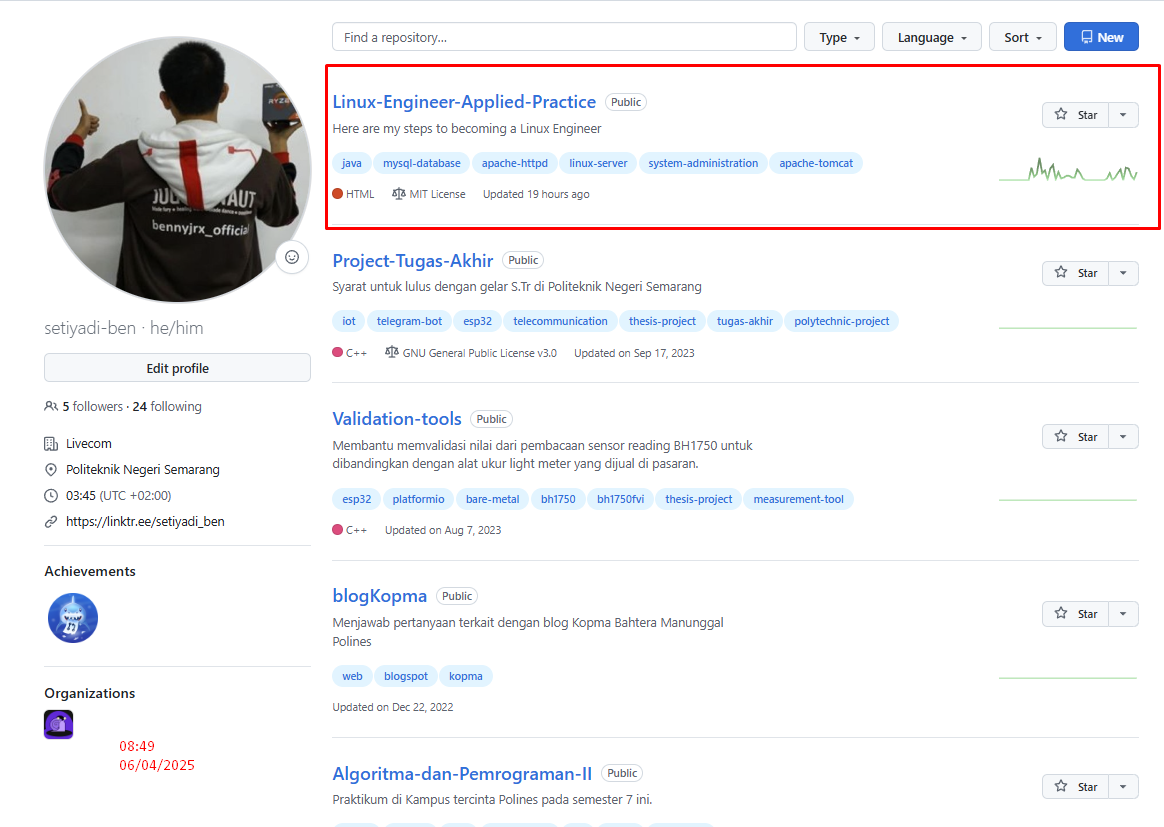 Find a repository...
Type
Language
Sort
New
Linux-Engineer-Applied-Practice Public
Star
Here are my steps to becoming a Linux Engineer
java mysql-database apache-httpd linux-server system-administration apache-tomcat
HTML MIT License Updated 19 hours ago
Project-Tugas-Akhir Public
Star
Syarat untuk lulus dengan gelar S.Tr di Politeknik Negeri Semarang
iot telegram-bot esp32 telecommunication thesis-project tugas-akhir polytechnic-project
C++ GNU General Public License v3.0 Updated on Sep 17, 2023
Validation-tools Public
Star
Membantu memvalidasi nilai dari pembacaan sensor reading BH1750 untuk
dibandingkan dengan alat ukur light meter yang dijual di pasaran.
esp32 platformio bare-metal bh1750 bh1750fvi thesis-project measurement-tool
C++ Updated on Aug 7, 2023
blogKopma Public
Star
Menjawab pertanyaan terkait dengan blog Kopma Bahtera Manunggal
Polines
web blogspot kopma
Updated on Dec 22, 2022
Algoritma-dan-Pemrograman-II Public
Star
Praktikum di Kampus tercinta Polines pada semester 7 ini.
RYZE
bennyjrx_official
setiyadi-ben · he/him
Edit profile
5 followers · 24 following
Livecom
Politeknik Negeri Semarang
03:45 (UTC +02:00)
https://linktr.ee/setiyadi_ben
Achievements
Organizations
08:49
06/04/2025